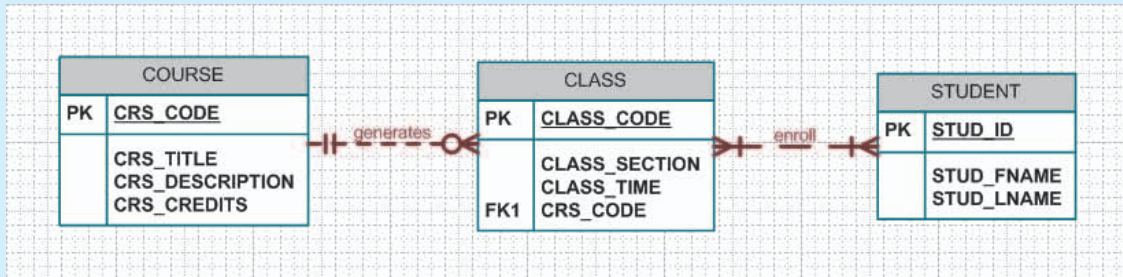 COURSE
PK CRS_CODE
CRS_TITLE
CRS_DESCRIPTION
CRS_CREDITS
generates
CLASS
PK CLASS_CODE
CLASS_SECTION
CLASS_TIME
FK1 CRS_CODE
enroll
STUDENT
PK STUD_ID
STUD_FNAME
STUD_LNAME